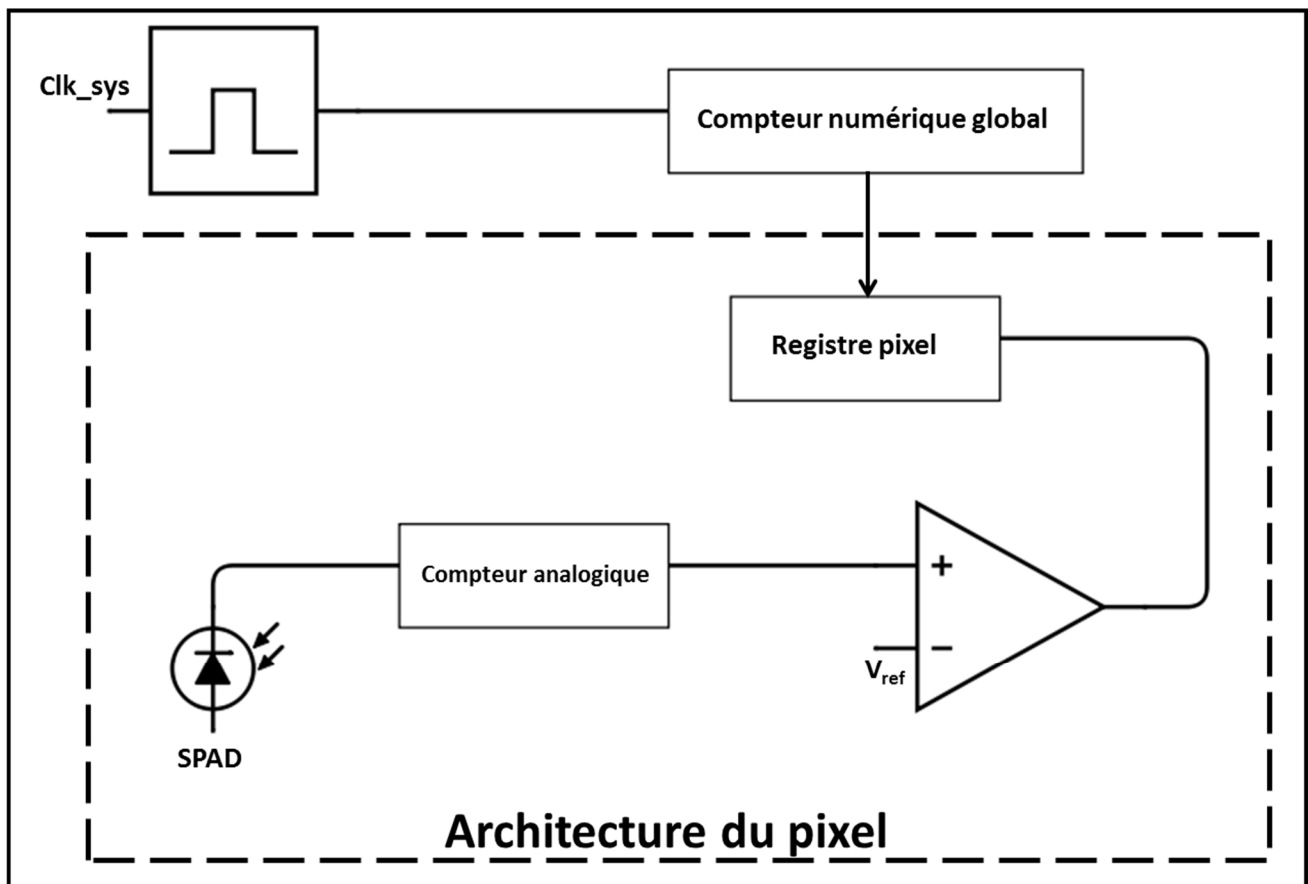 Clk_sys
Compteur numérique global
Registre pixel
Compteur analogique
+
−
Vref
SPAD
Architecture du pixel